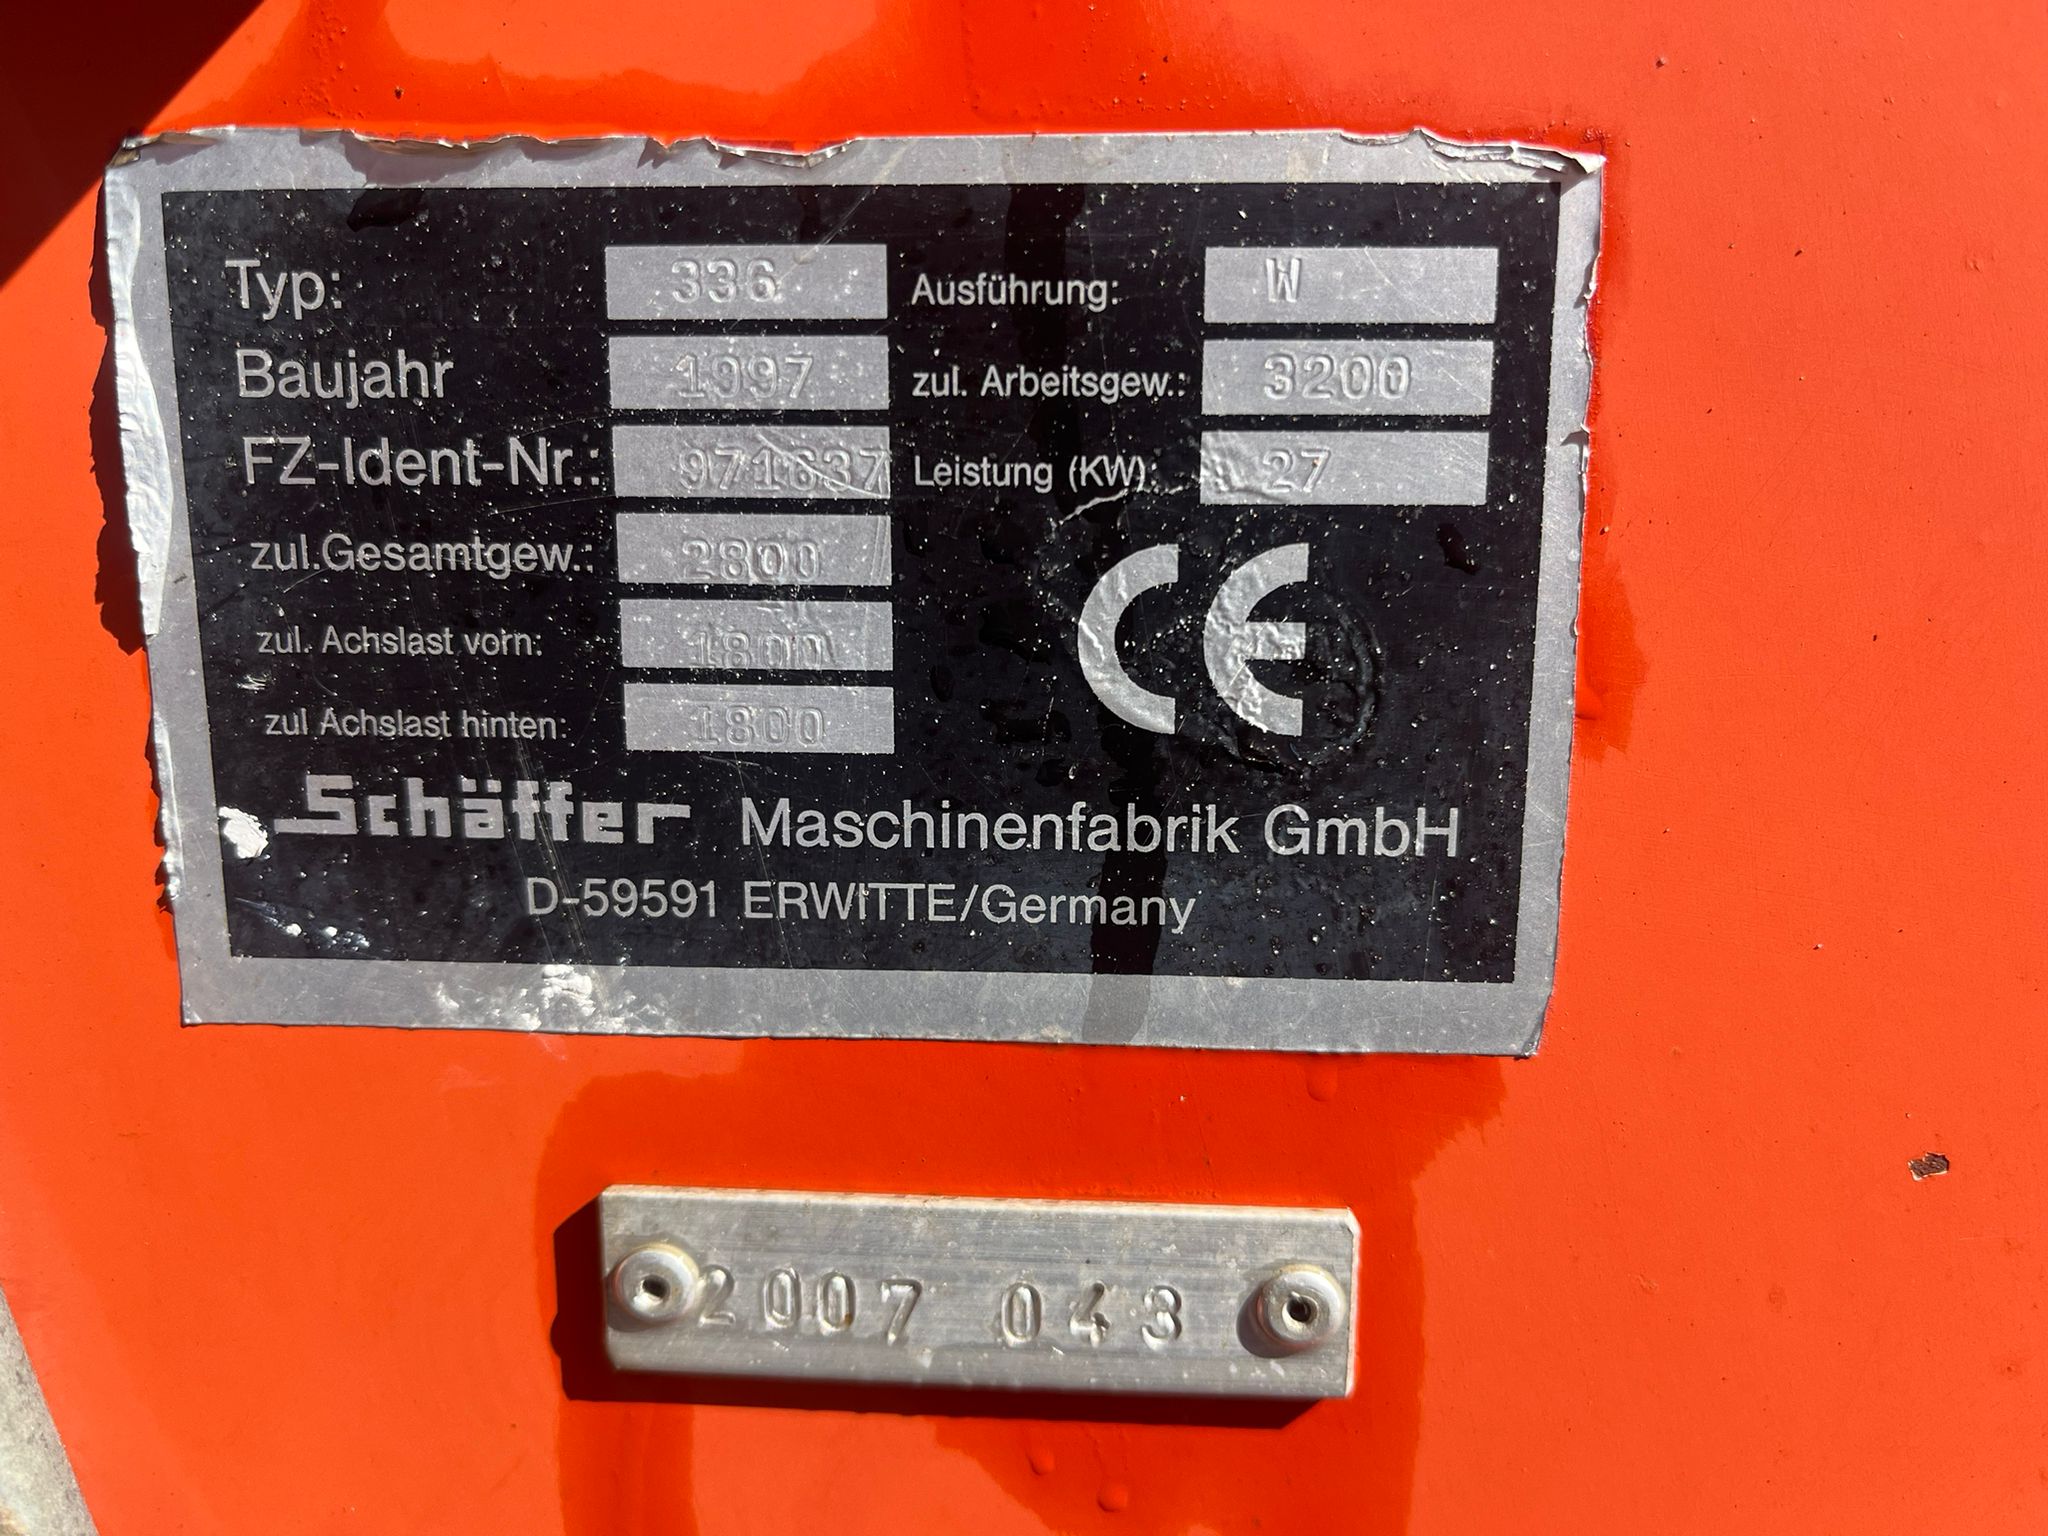 Typ: 336 Ausführung: W
Baujahr 1997 zul. Arbeitsgew.: 3200
FZ-Ident-Nr.: 971637 Leistung (KW): 27
zul.Gesamtgew.: 2800
zul. Achslast vorn: 1800
zul Achslast hinten: 1800
CE
Schäffer Maschinenfabrik GmbH
D-59591 ERWITTE/Germany
2007 043